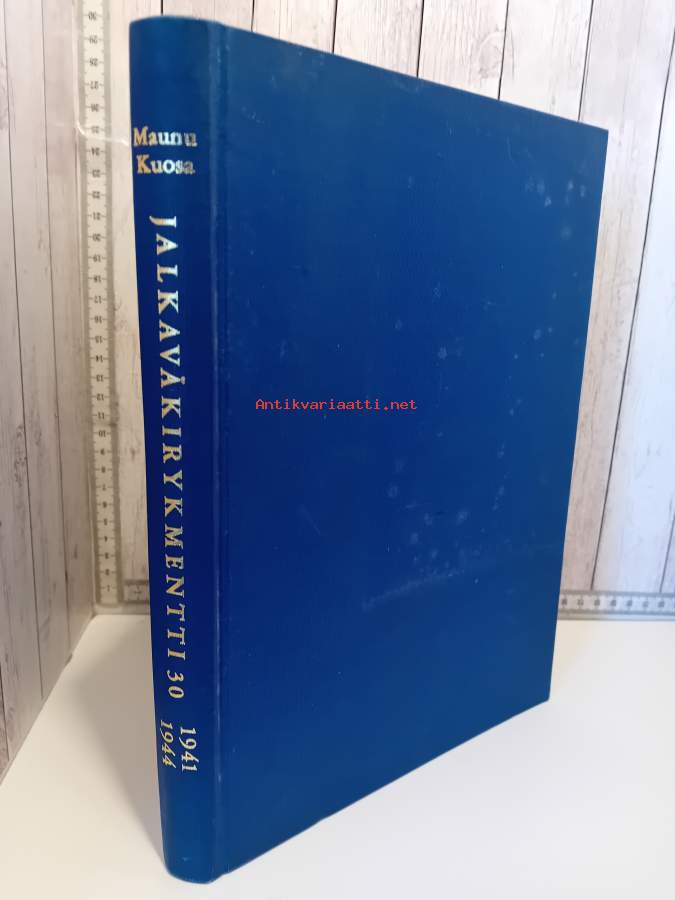 Maunu
Kuosa
JALKAVÄKIRYKMENTTI 30
1941
1944
Antikvariaatti.net